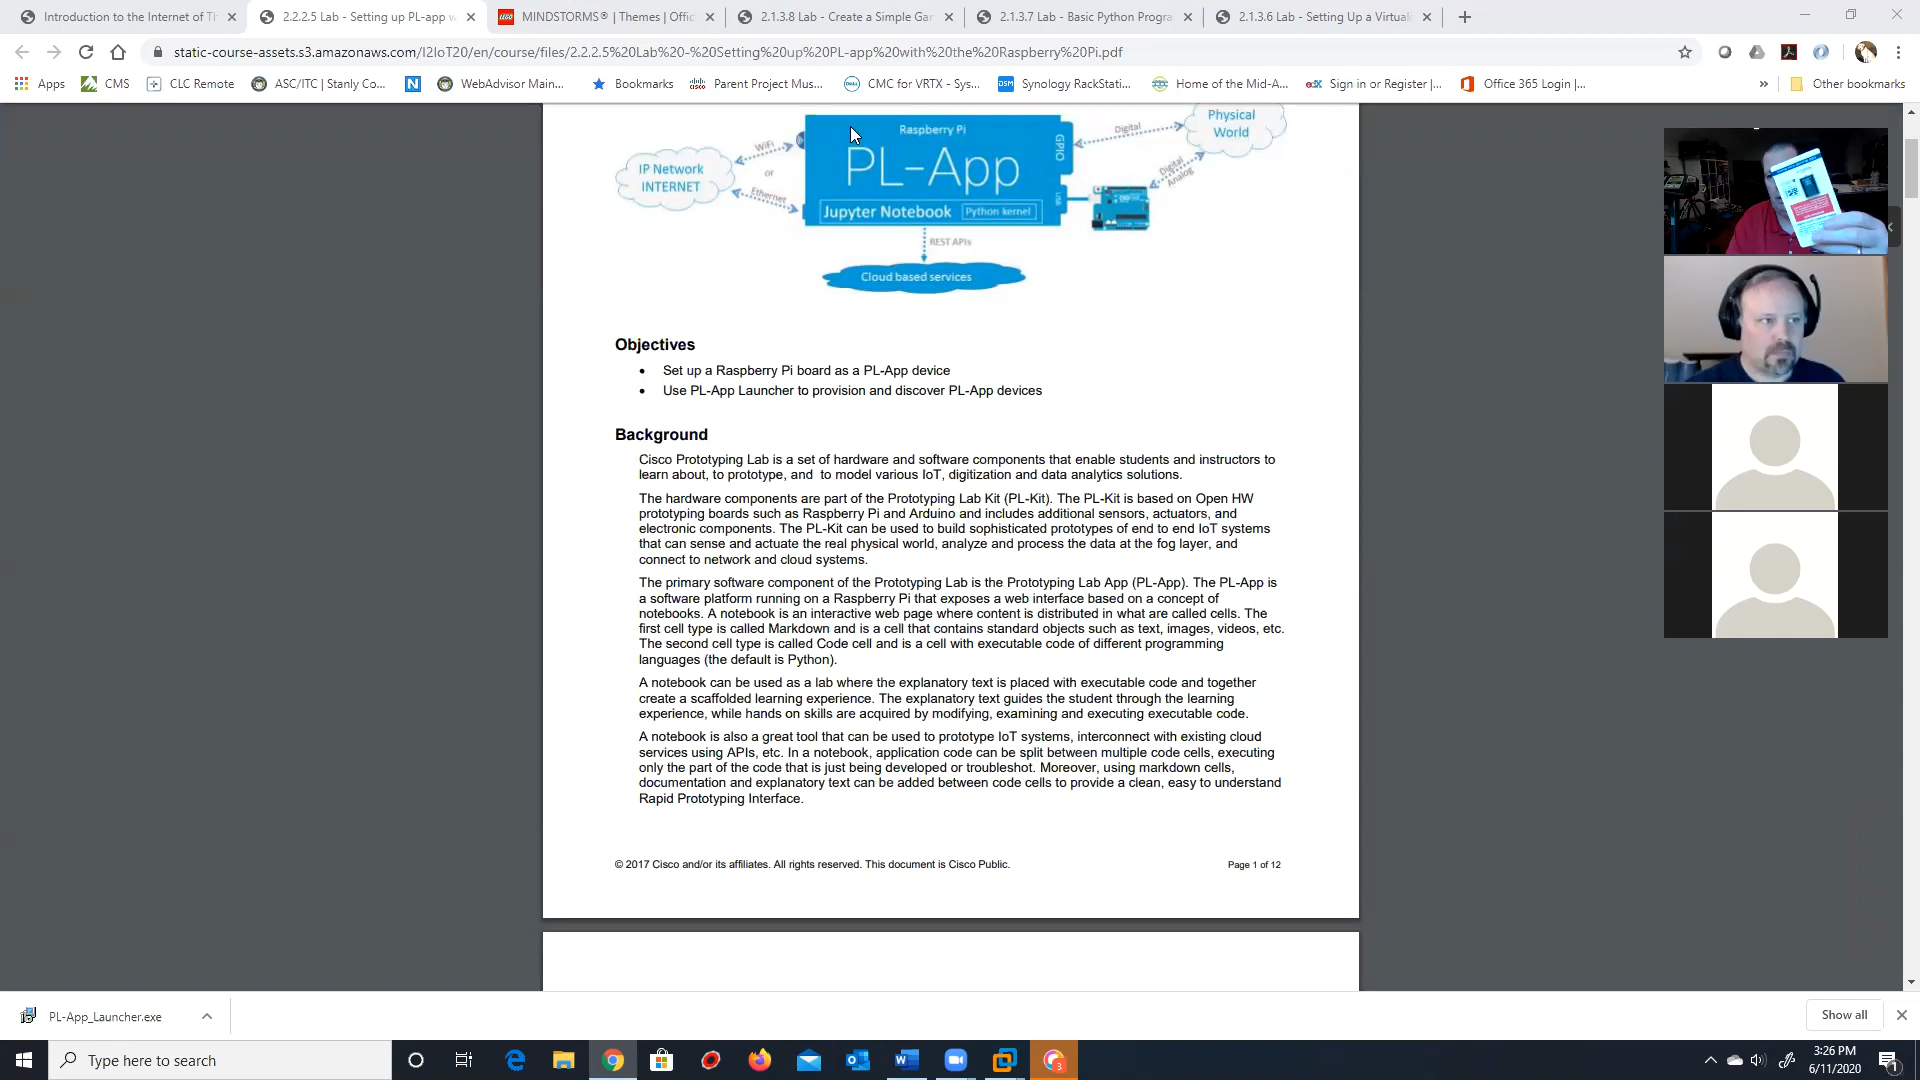 Introduction to the Internet of Th
2.2.2.5 Lab - Setting up PL-app w
MINDSTORMS® | Themes | Offic
2.1.3.8 Lab - Create a Simple Gar
2.1.3.7 Lab - Basic Python Progra
2.1.3.6 Lab - Setting Up a Virtuali
static-course-assets.s3.amazonaws.com/I2IoT20/en/course/files/2.2.2.5%20Lab%20-%20Setting%20up%20PL-app%20with%20the%20Raspberry%20Pi.pdf
Apps
CMS
CLC Remote
ASC/ITC | Stanly Co...
N
WebAdvisor Main...
Bookmarks
Parent Project Mus...
CMC for VRTX - Sys...
Synology RackStati...
Home of the Mid-A...
Sign in or Register |...
Office 365 Login |...
»
Other bookmarks
IP Network
INTERNET
WiFi
or
Ethernet
Raspberry Pi
PL-App
Jupyter Notebook
Python kernel
GPIO
USB
Digital
Digital
Analog
Physical
World
REST APIs
Cloud based services
Objectives
• Set up a Raspberry Pi board as a PL-App device
• Use PL-App Launcher to provision and discover PL-App devices
Background
Cisco Prototyping Lab is a set of hardware and software components that enable students and instructors to
learn about, to prototype, and to model various IoT, digitization and data analytics solutions.
The hardware components are part of the Prototyping Lab Kit (PL-Kit). The PL-Kit is based on Open HW
prototyping boards such as Raspberry Pi and Arduino and includes additional sensors, actuators, and
electronic components. The PL-Kit can be used to build sophisticated prototypes of end to end IoT systems
that can sense and actuate the real physical world, analyze and process the data at the fog layer, and
connect to network and cloud systems.
The primary software component of the Prototyping Lab is the Prototyping Lab App (PL-App). The PL-App is
a software platform running on a Raspberry Pi that exposes a web interface based on a concept of
notebooks. A notebook is an interactive web page where content is distributed in what are called cells. The
first cell type is called Markdown and is a cell that contains standard objects such as text, images, videos, etc.
The second cell type is called Code cell and is a cell with executable code of different programming
languages (the default is Python).
A notebook can be used as a lab where the explanatory text is placed with executable code and together
create a scaffolded learning experience. The explanatory text guides the student through the learning
experience, while hands on skills are acquired by modifying, examining and executing executable code.
A notebook is also a great tool that can be used to prototype IoT systems, interconnect with existing cloud
services using APIs, etc. In a notebook, application code can be split between multiple code cells, executing
only the part of the code that is just being developed or troubleshot. Moreover, using markdown cells,
documentation and explanatory text can be added between code cells to provide a clean, easy to understand
Rapid Prototyping Interface.
© 2017 Cisco and/or its affiliates. All rights reserved. This document is Cisco Public.
Page 1 of 12
PL-App_Launcher.exe
Show all
Type here to search
3:26 PM
6/11/2020